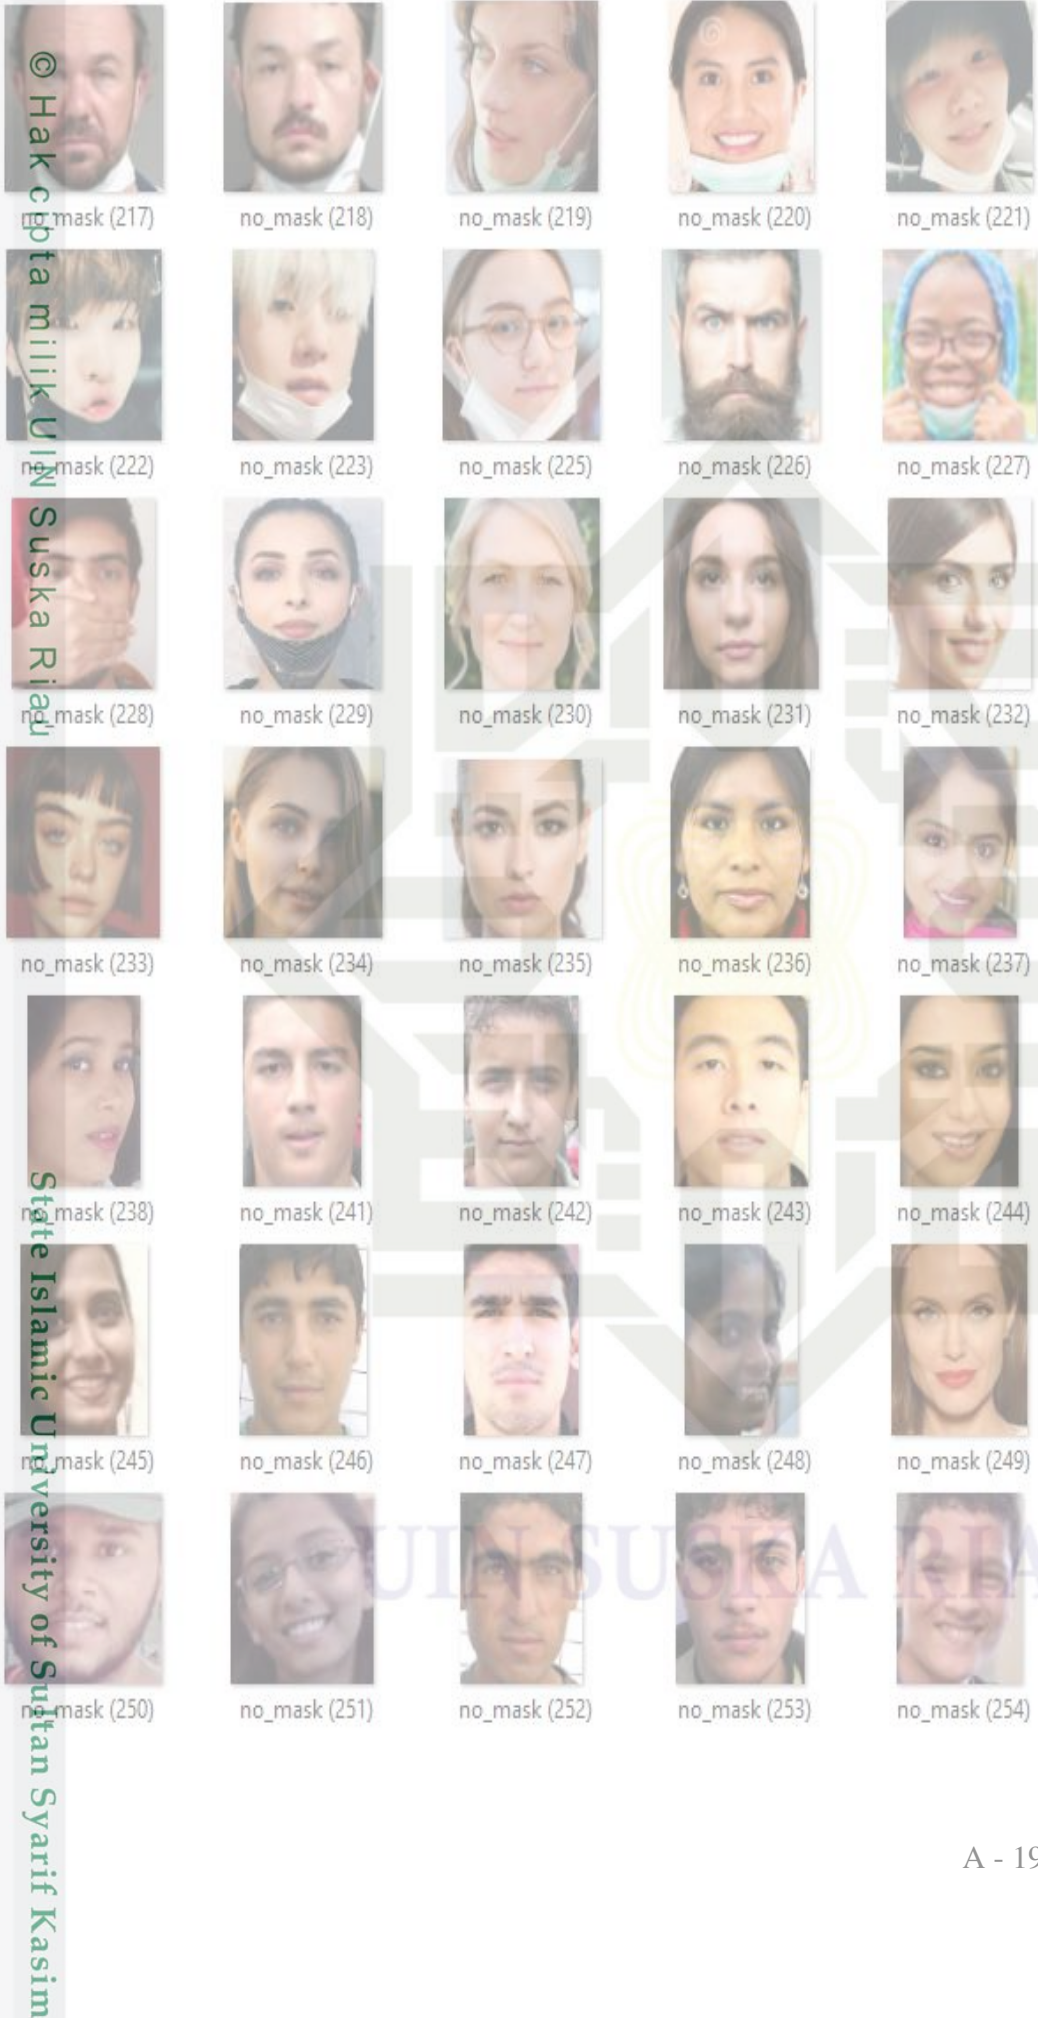 © Hak cipta milik UIN Suska Riau
State Islamic University of Sultan Syarif Kasim
no_mask (217) no_mask (218) no_mask (219) no_mask (220) no_mask (221)
no_mask (222) no_mask (223) no_mask (225) no_mask (226) no_mask (227)
no_mask (228) no_mask (229) no_mask (230) no_mask (231) no_mask (232)
no_mask (233) no_mask (234) no_mask (235) no_mask (236) no_mask (237)
no_mask (238) no_mask (241) no_mask (242) no_mask (243) no_mask (244)
no_mask (245) no_mask (246) no_mask (247) no_mask (248) no_mask (249)
no_mask (250) no_mask (251) no_mask (252) no_mask (253) no_mask (254)
UIN SUSKA RIA
A - 19